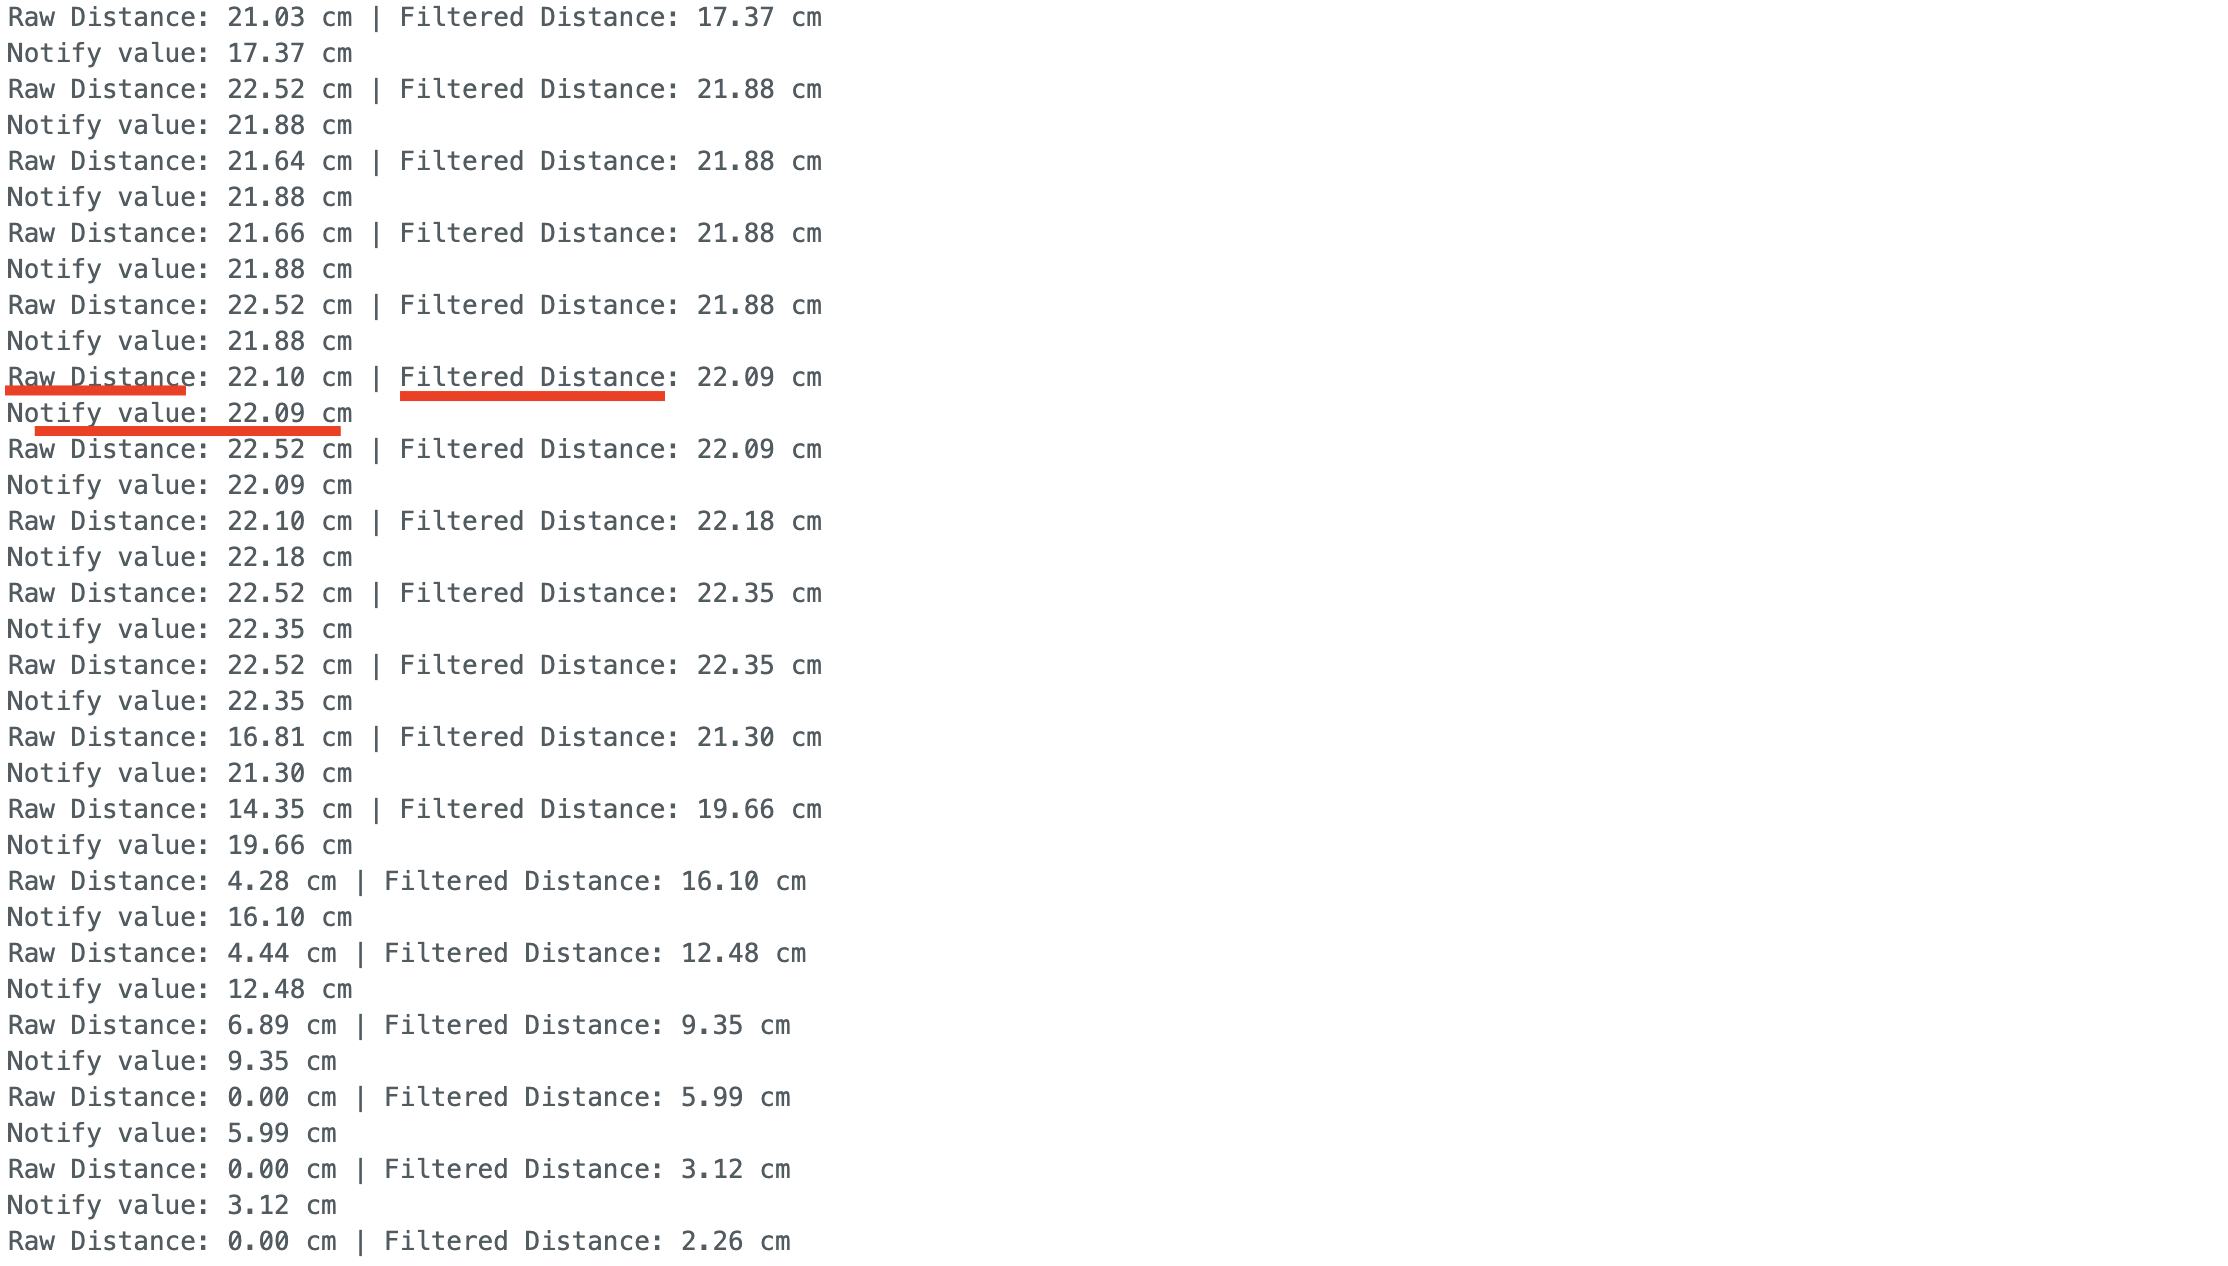 Raw Distance: 21.03 cm | Filtered Distance: 17.37 cm
Notify value: 17.37 cm
Raw Distance: 22.52 cm | Filtered Distance: 21.88 cm
Notify value: 21.88 cm
Raw Distance: 21.64 cm | Filtered Distance: 21.88 cm
Notify value: 21.88 cm
Raw Distance: 21.66 cm | Filtered Distance: 21.88 cm
Notify value: 21.88 cm
Raw Distance: 22.52 cm | Filtered Distance: 21.88 cm
Notify value: 21.88 cm
Raw Distance: 22.10 cm | Filtered Distance: 22.09 cm
Notify value: 22.09 cm
Raw Distance: 22.52 cm | Filtered Distance: 22.09 cm
Notify value: 22.09 cm
Raw Distance: 22.10 cm | Filtered Distance: 22.18 cm
Notify value: 22.18 cm
Raw Distance: 22.52 cm | Filtered Distance: 22.35 cm
Notify value: 22.35 cm
Raw Distance: 22.52 cm | Filtered Distance: 22.35 cm
Notify value: 22.35 cm
Raw Distance: 16.81 cm | Filtered Distance: 21.30 cm
Notify value: 21.30 cm
Raw Distance: 14.35 cm | Filtered Distance: 19.66 cm
Notify value: 19.66 cm
Raw Distance: 4.28 cm | Filtered Distance: 16.10 cm
Notify value: 16.10 cm
Raw Distance: 4.44 cm | Filtered Distance: 12.48 cm
Notify value: 12.48 cm
Raw Distance: 6.89 cm | Filtered Distance: 9.35 cm
Notify value: 9.35 cm
Raw Distance: 0.00 cm | Filtered Distance: 5.99 cm
Notify value: 5.99 cm
Raw Distance: 0.00 cm | Filtered Distance: 3.12 cm
Notify value: 3.12 cm
Raw Distance: 0.00 cm | Filtered Distance: 2.26 cm